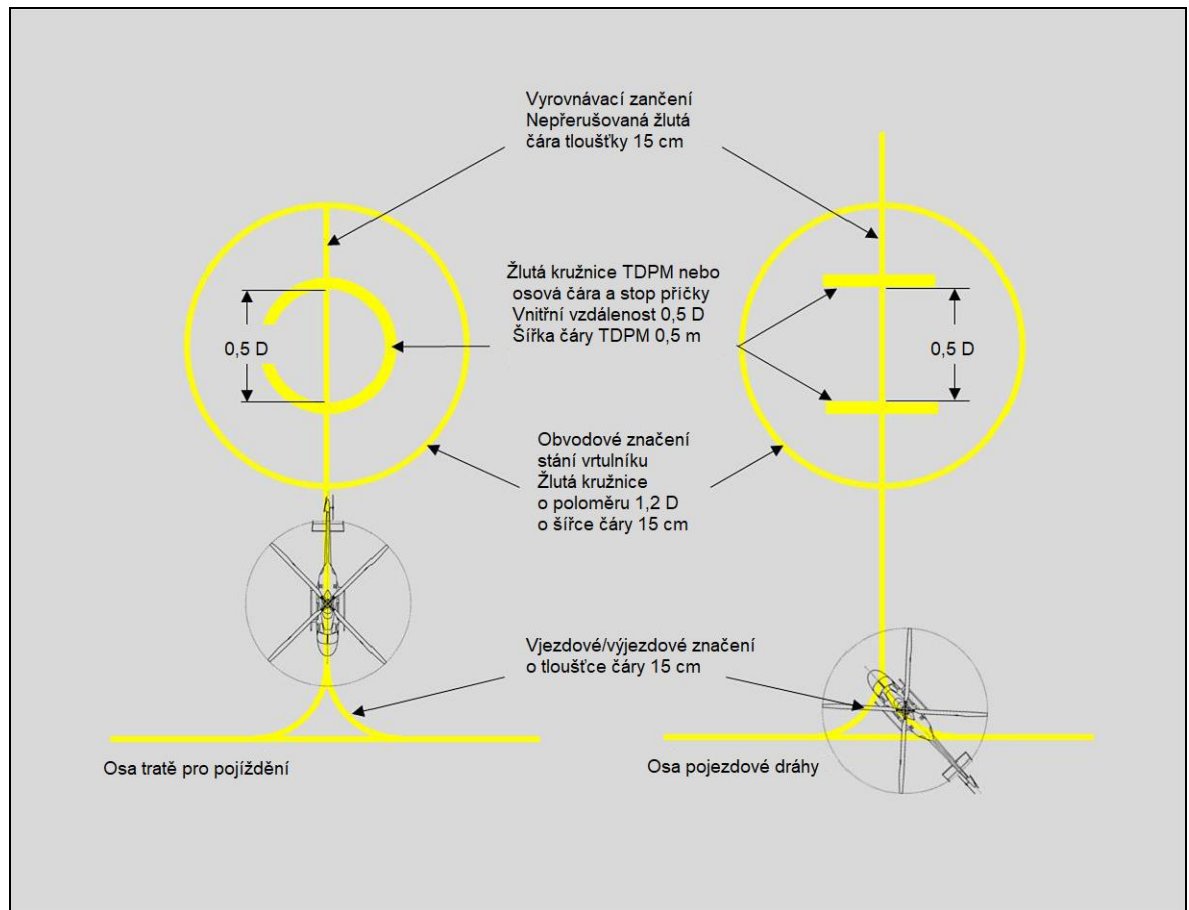 Vyrovnávací zančení
Nepřerušovaná žlutá
čára tloušťky 15 cm
Žlutá kružnice TDPM nebo
osová čára a stop příčky
Vnitřní vzdálenost 0,5 D
Šířka čáry TDPM 0,5 m
0,5 D
0,5 D
Obvodové značení
stání vrtulníku
Žlutá kružnice
o poloměru 1,2 D
o šířce čáry 15 cm
Vjezdové/výjezdové značení
o tloušťce čáry 15 cm
Osa tratě pro pojíždění
Osa pojezdové dráhy